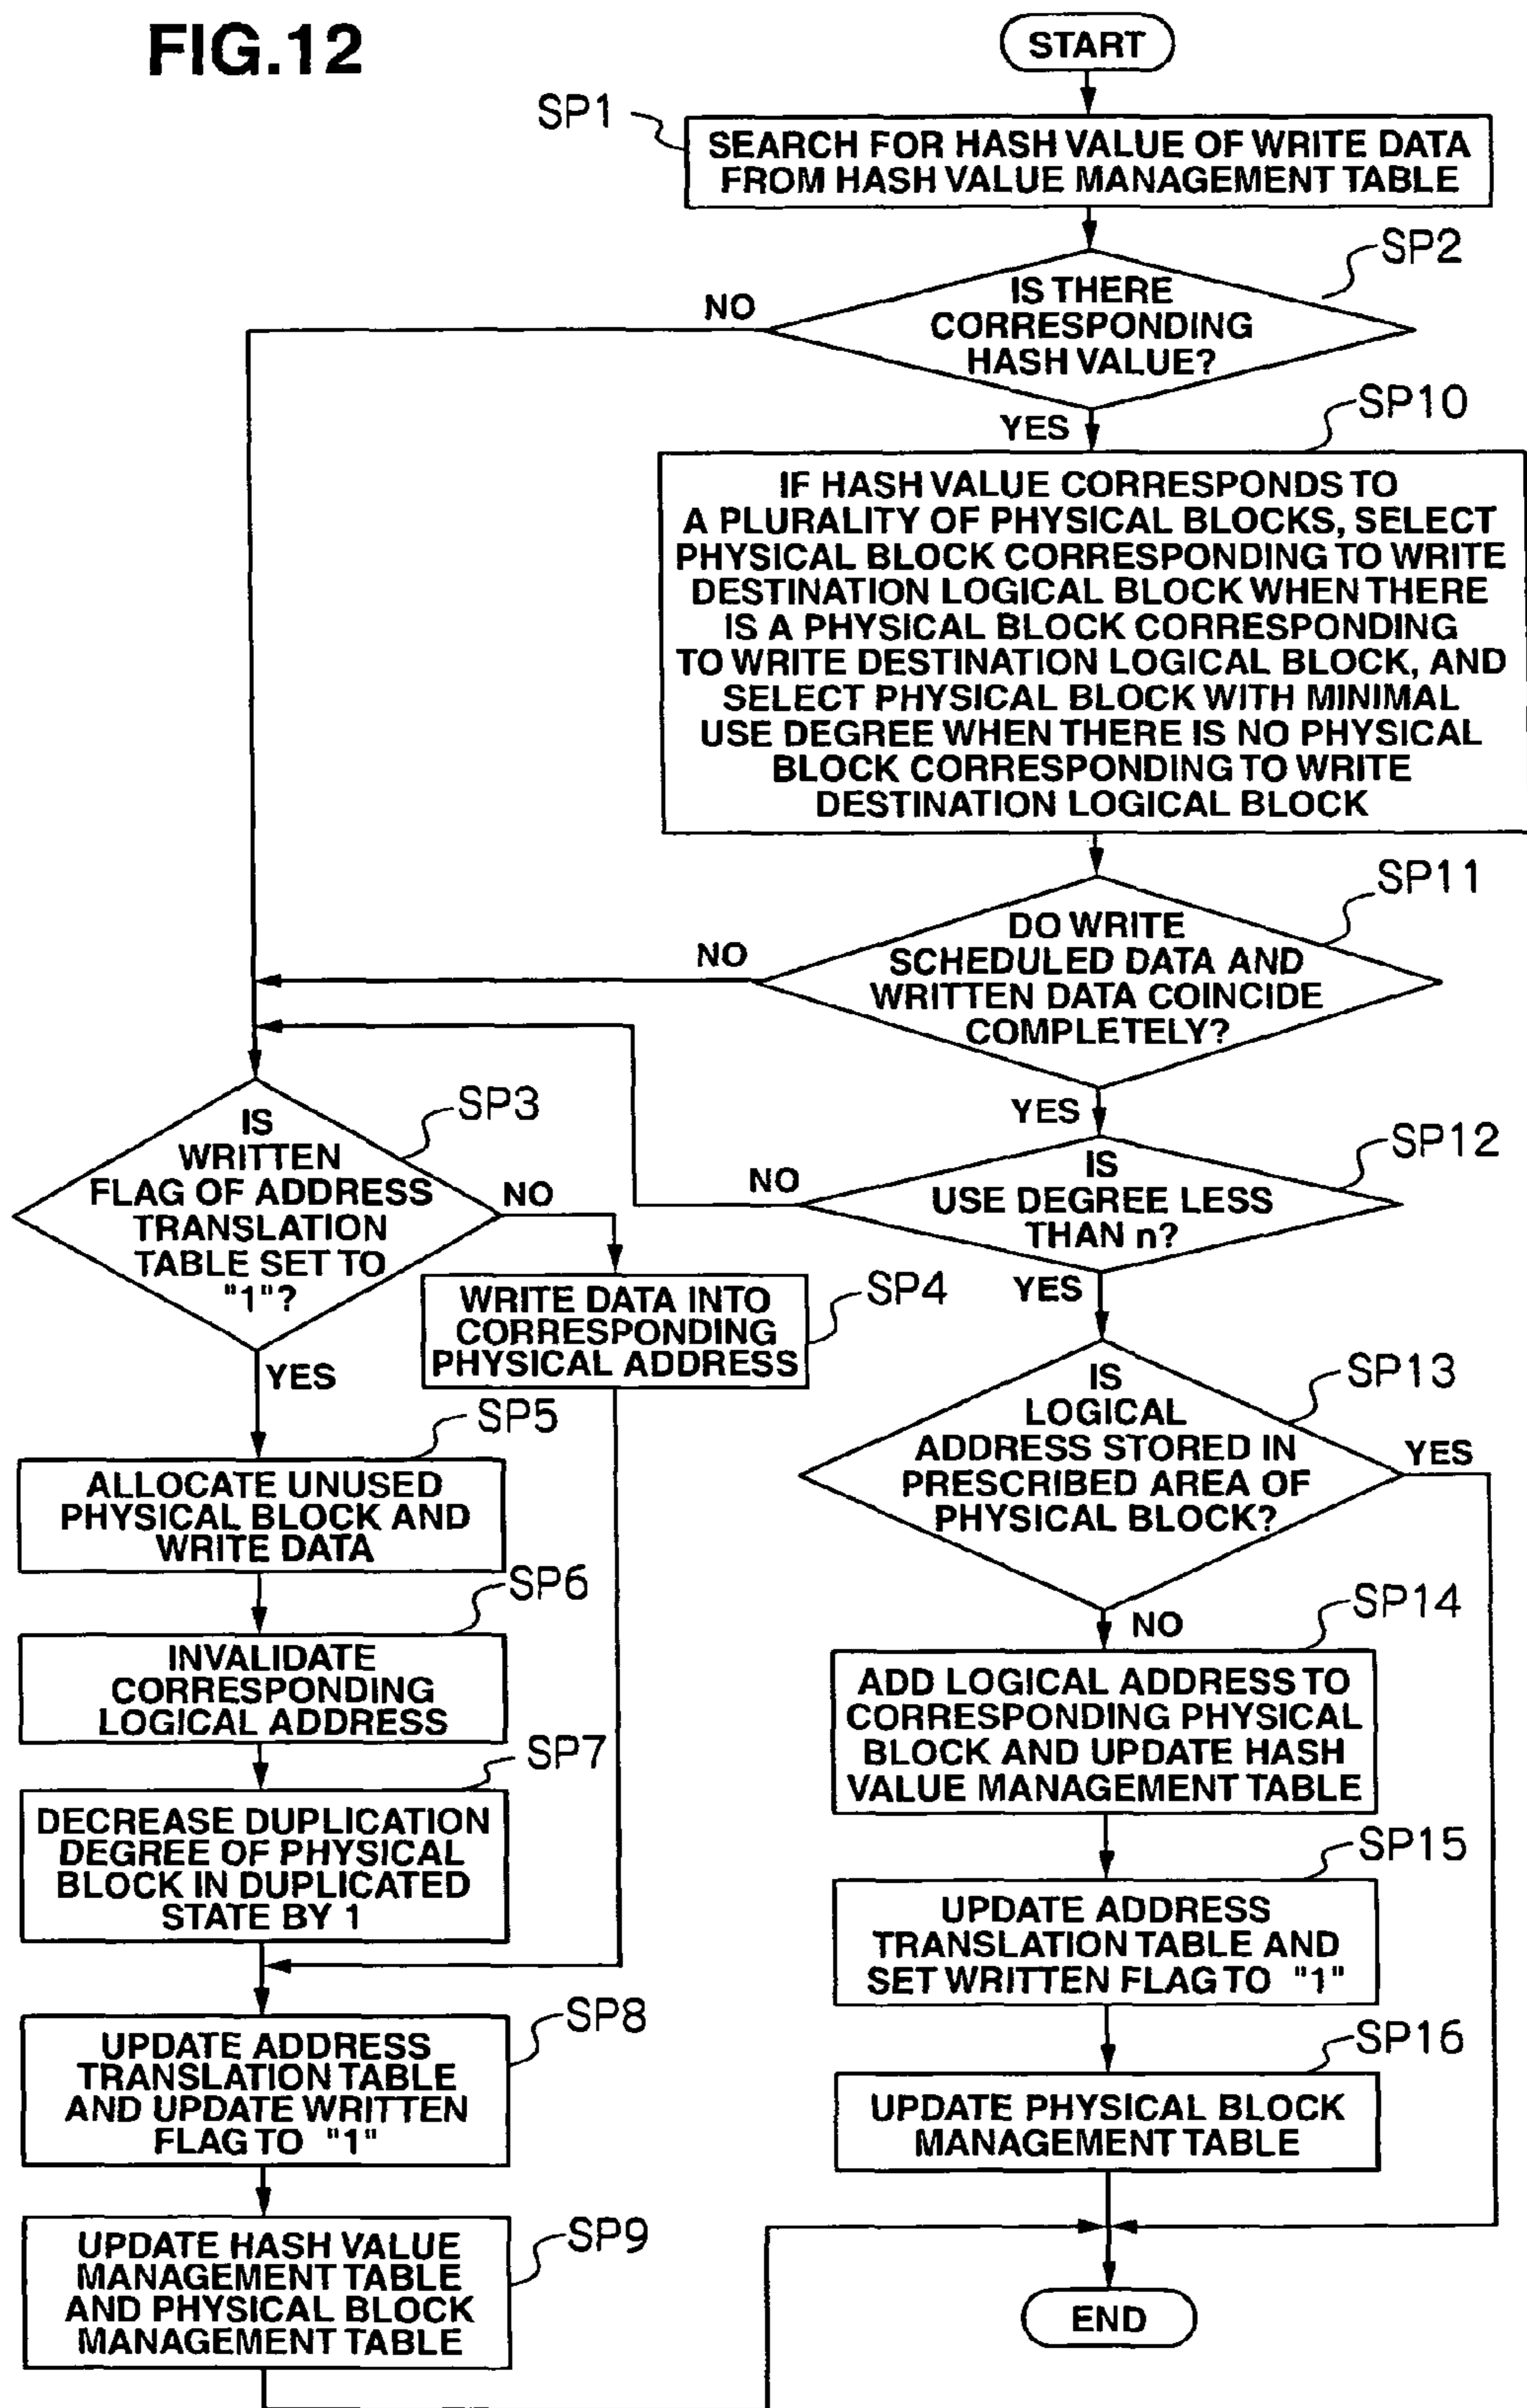 FIG.12
START
SP1
SEARCH FOR HASH VALUE OF WRITE DATA
FROM HASH VALUE MANAGEMENT TABLE
SP2
IS THERE
CORRESPONDING
HASH VALUE?
NO
YES
SP10
IF HASH VALUE CORRESPONDS TO
A PLURALITY OF PHYSICAL BLOCKS, SELECT
PHYSICAL BLOCK CORRESPONDING TO WRITE
DESTINATION LOGICAL BLOCK WHEN THERE
IS A PHYSICAL BLOCK CORRESPONDING
TO WRITE DESTINATION LOGICAL BLOCK, AND
SELECT PHYSICAL BLOCK WITH MINIMAL
USE DEGREE WHEN THERE IS NO PHYSICAL
BLOCK CORRESPONDING TO WRITE
DESTINATION LOGICAL BLOCK
SP11
DO WRITE
SCHEDULED DATA AND
WRITTEN DATA COINCIDE
COMPLETELY?
NO
YES
SP12
IS
USE DEGREE LESS
THAN n?
NO
YES
SP3
IS
WRITTEN
FLAG OF ADDRESS
TRANSLATION
TABLE SET TO
"1"?
NO
YES
SP4
WRITE DATA INTO
CORRESPONDING
PHYSICAL ADDRESS
SP13
IS
LOGICAL
ADDRESS STORED IN
PRESCRIBED AREA OF
PHYSICAL BLOCK?
YES
NO
SP5
ALLOCATE UNUSED
PHYSICAL BLOCK AND
WRITE DATA
SP6
INVALIDATE
CORRESPONDING
LOGICAL ADDRESS
SP7
DECREASE DUPLICATION
DEGREE OF PHYSICAL
BLOCK IN DUPLICATED
STATE BY 1
SP8
UPDATE ADDRESS
TRANSLATION TABLE
AND UPDATE WRITTEN
FLAG TO "1"
SP9
UPDATE HASH VALUE
MANAGEMENT TABLE
AND PHYSICAL BLOCK
MANAGEMENT TABLE
SP14
ADD LOGICAL ADDRESS TO
CORRESPONDING PHYSICAL
BLOCK AND UPDATE HASH
VALUE MANAGEMENT TABLE
SP15
UPDATE ADDRESS
TRANSLATION TABLE AND
SET WRITTEN FLAG TO "1"
SP16
UPDATE PHYSICAL BLOCK
MANAGEMENT TABLE
END